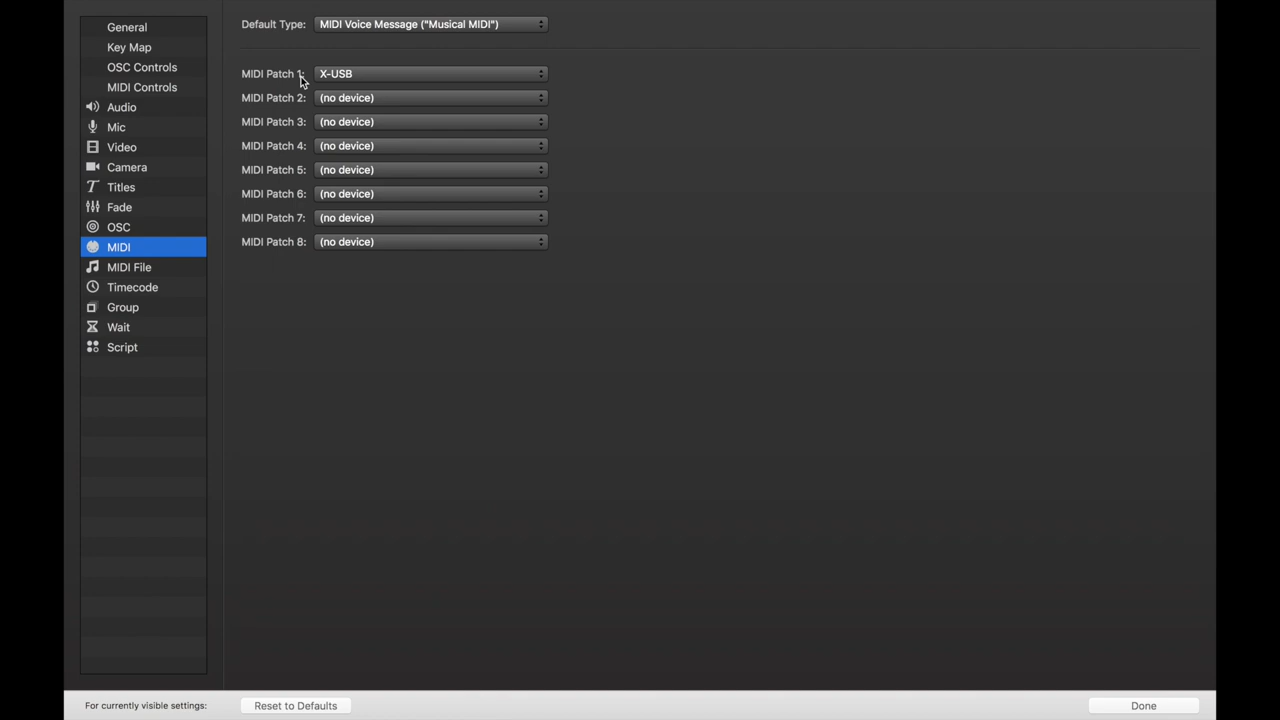 General
Key Map
OSC Controls
MIDI Controls
Audio
Mic
Video
Camera
Titles
Fade
OSC
MIDI
MIDI File
Timecode
Group
Wait
Script
Default Type: MIDI Voice Message ("Musical MIDI")
MIDI Patch 1: X-USB
MIDI Patch 2: (no device)
MIDI Patch 3: (no device)
MIDI Patch 4: (no device)
MIDI Patch 5: (no device)
MIDI Patch 6: (no device)
MIDI Patch 7: (no device)
MIDI Patch 8: (no device)
For currently visible settings: Reset to Defaults Done